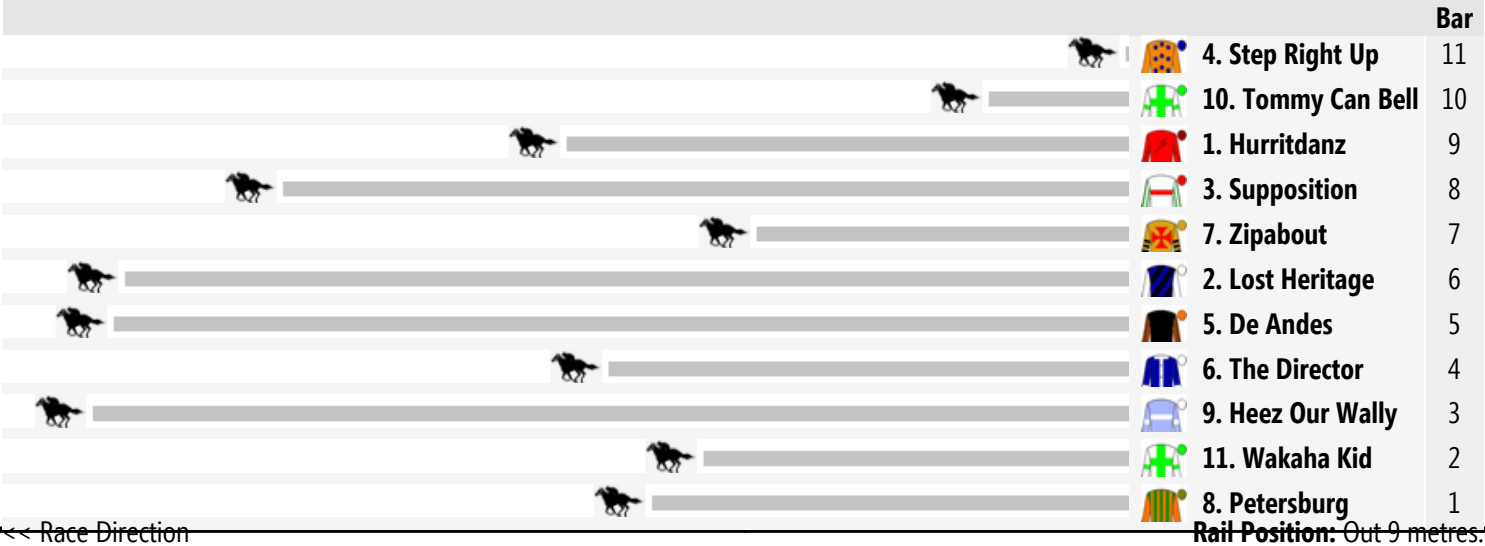 Bar
4. Step Right Up 11
10. Tommy Can Bell 10
1. Hurritdanz 9
3. Supposition 8
7. Zipabout 7
2. Lost Heritage 6
5. De Andes 5
6. The Director 4
9. Heez Our Wally 3
11. Wakaha Kid 2
8. Petersburg 1
<< Race Direction Rail Position: Out 9 metres.